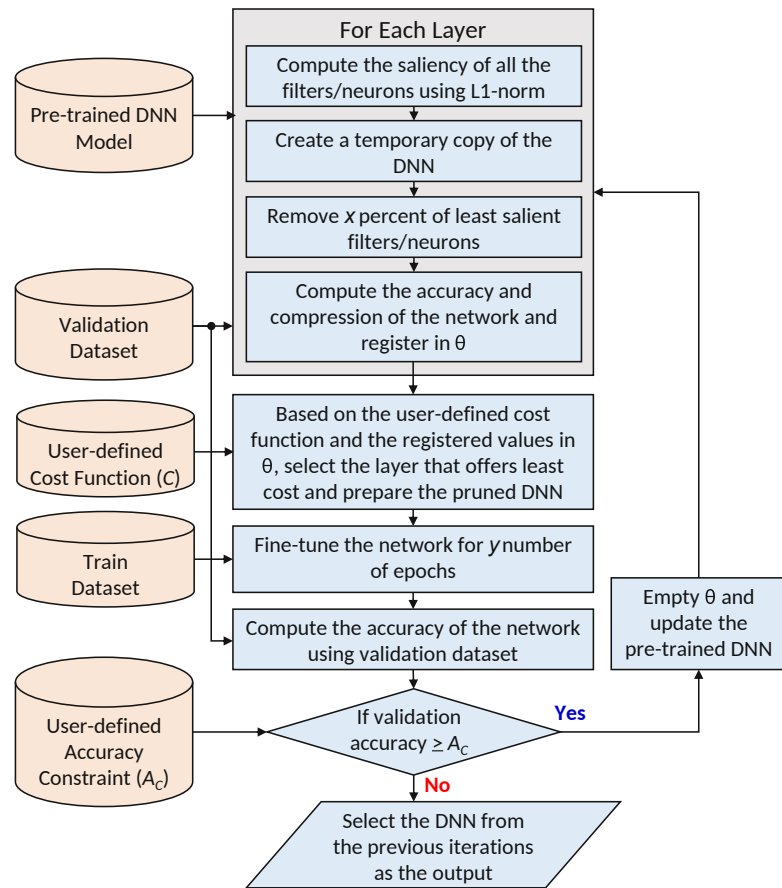 For Each Layer
Compute the saliency of all the
filters/neurons using L1-norm
Create a temporary copy of the
DNN
Remove x percent of least salient
filters/neurons
Compute the accuracy and
compression of the network and
register in θ
Pre-trained DNN
Model
Validation
Dataset
User-defined
Cost Function (C)
Based on the user-defined cost
function and the registered values in
θ, select the layer that offers least
cost and prepare the pruned DNN
Train
Dataset
Fine-tune the network for y number
of epochs
Compute the accuracy of the network
using validation dataset
Empty θ and
update the
pre-trained DNN
User-defined
Accuracy
Constraint (A_C)
If validation
accuracy ≥ A_C
Yes
No
Select the DNN from
the previous iterations
as the output